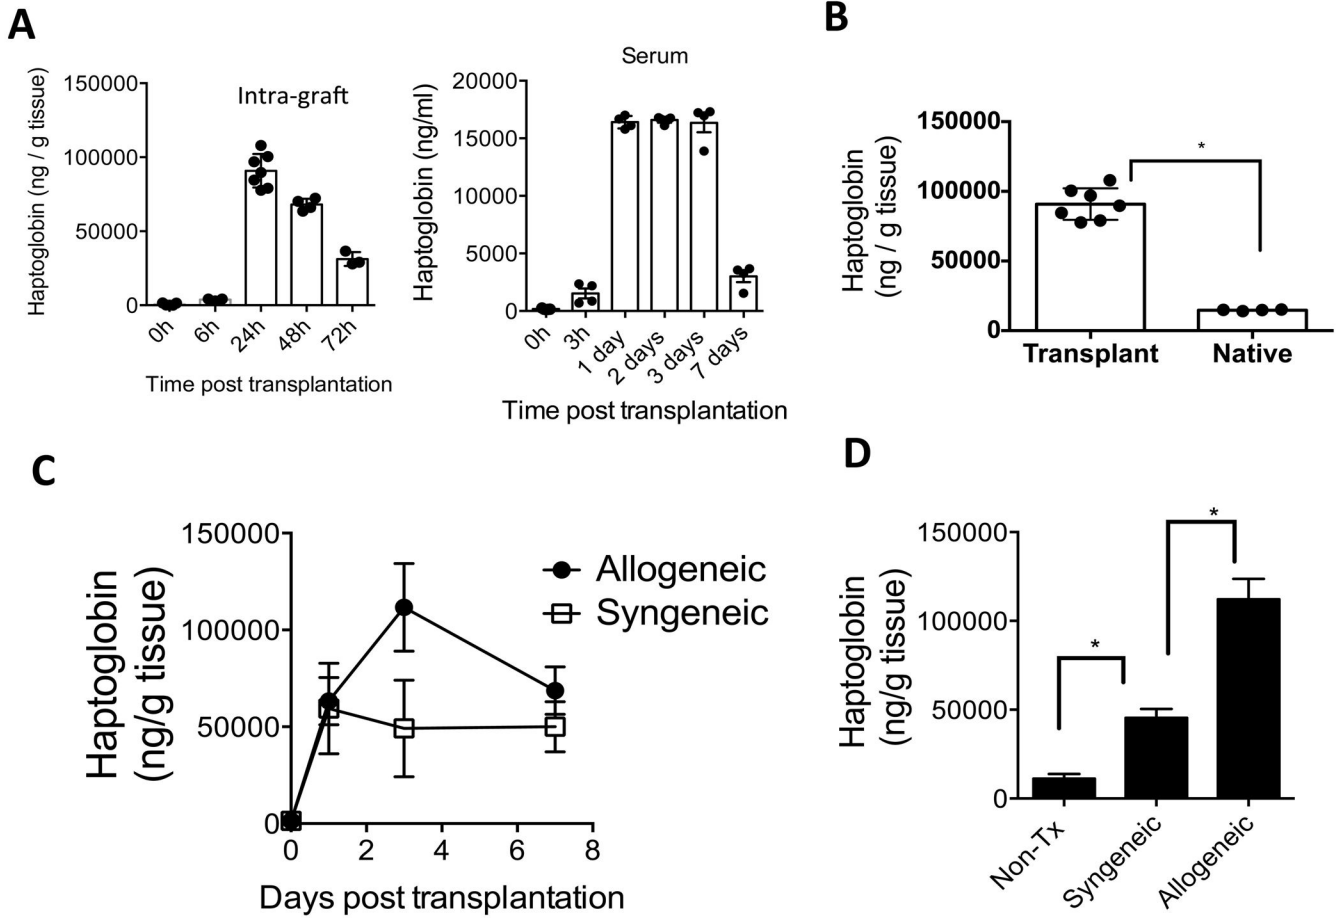 A
Intra-graft
Haptoglobin (ng / g tissue)
150000
100000
50000
0
0h
6h
24h
48h
72h
Time post transplantation
Serum
Haptoglobin (ng/ml)
20000
15000
10000
5000
0
0h
3h
1 day
2 days
3 days
7 days
Time post transplantation
B
Haptoglobin
(ng / g tissue)
150000
100000
50000
0
*
Transplant
Native
C
Haptoglobin
(ng/g tissue)
150000
100000
50000
0
Allogeneic
Syngeneic
0 2 4 6 8
Days post transplantation
D
Haptoglobin
(ng/g tissue)
150000
100000
50000
0
*
*
Non-Tx
Syngeneic
Allogeneic